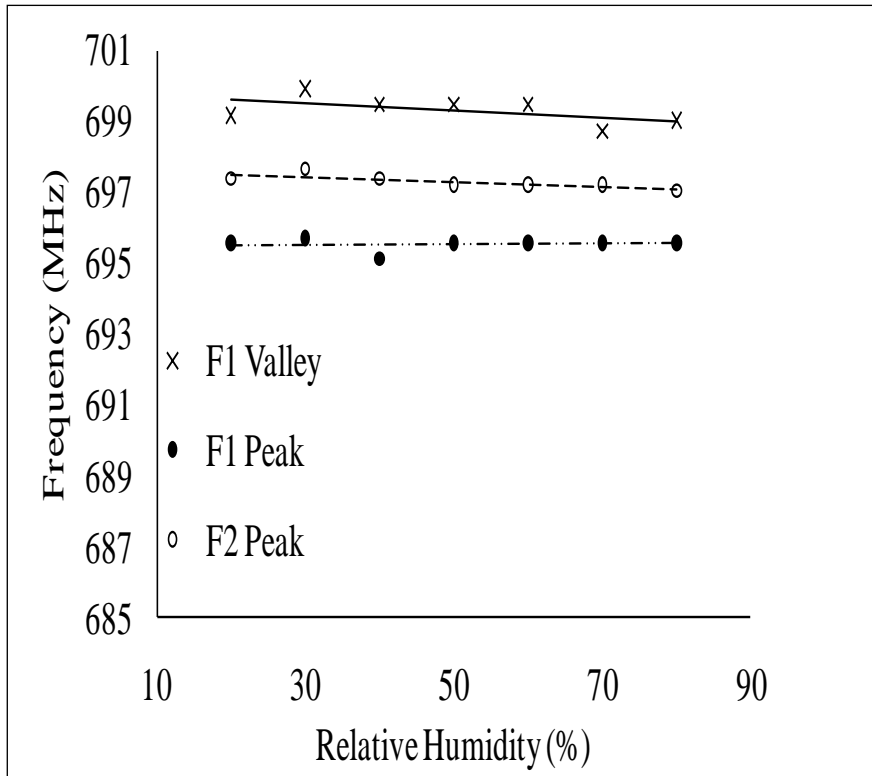 701
699
697
695
693
691
689
687
685
Frequency (MHz)
F1 Valley
F1 Peak
F2 Peak
10 30 50 70 90
Relative Humidity (%)